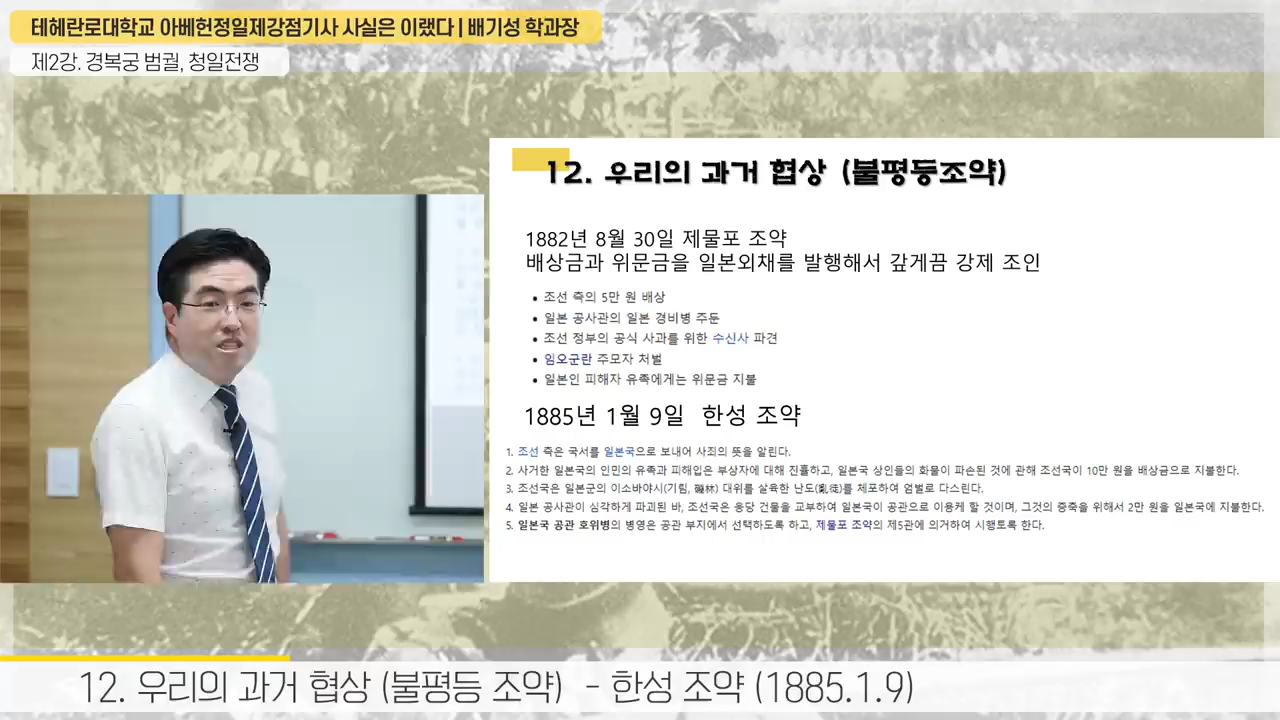 테헤란로대학교 아베헌정일제강점기사 사실은 이랬다 | 배기성 학과장
제2강. 경복궁 범궐, 청일전쟁
12. 우리의 과거 협상 (불평등조약)
1882년 8월 30일 제물포 조약
배상금과 위문금을 일본외채를 발행해서 갚게끔 강제 조인
• 조선 측의 5만 원 배상
• 일본 공사관의 일본 경비병 주둔
• 조선 정부의 공식 사과를 위한 수신사 파견
• 임오군란 주모자 처벌
• 일본인 피해자 유족에게는 위문금 지불
1885년 1월 9일 한성 조약
1. 조선 측은 국서를 일본국으로 보내어 사죄의 뜻을 알린다.
2. 사거한 일본국의 인민의 유족과 피해입은 부상자에 대해 진휼하고, 일본국 상인들의 화물이 파손된 것에 관해 조선국이 10만 원을 배상금으로 지불한다.
3. 조선국은 일본군의 이소바야시(기림, 磯林) 대위를 살육한 난도(亂徒)를 체포하여 엄벌로 다스린다.
4. 일본 공사관이 심각하게 파괴된 바, 조선국은 응당 건물을 교부하여 일본국이 공관으로 이용케 할 것이며, 그것의 증축을 위해서 2만 원을 일본국에 지불한다.
5. 일본국 공관 호위병의 병영은 공관 부지에서 선택하도록 하고, 제물포 조약의 제5관에 의거하여 시행토록 한다.
12. 우리의 과거 협상 (불평등 조약) - 한성 조약 (1885.1.9)